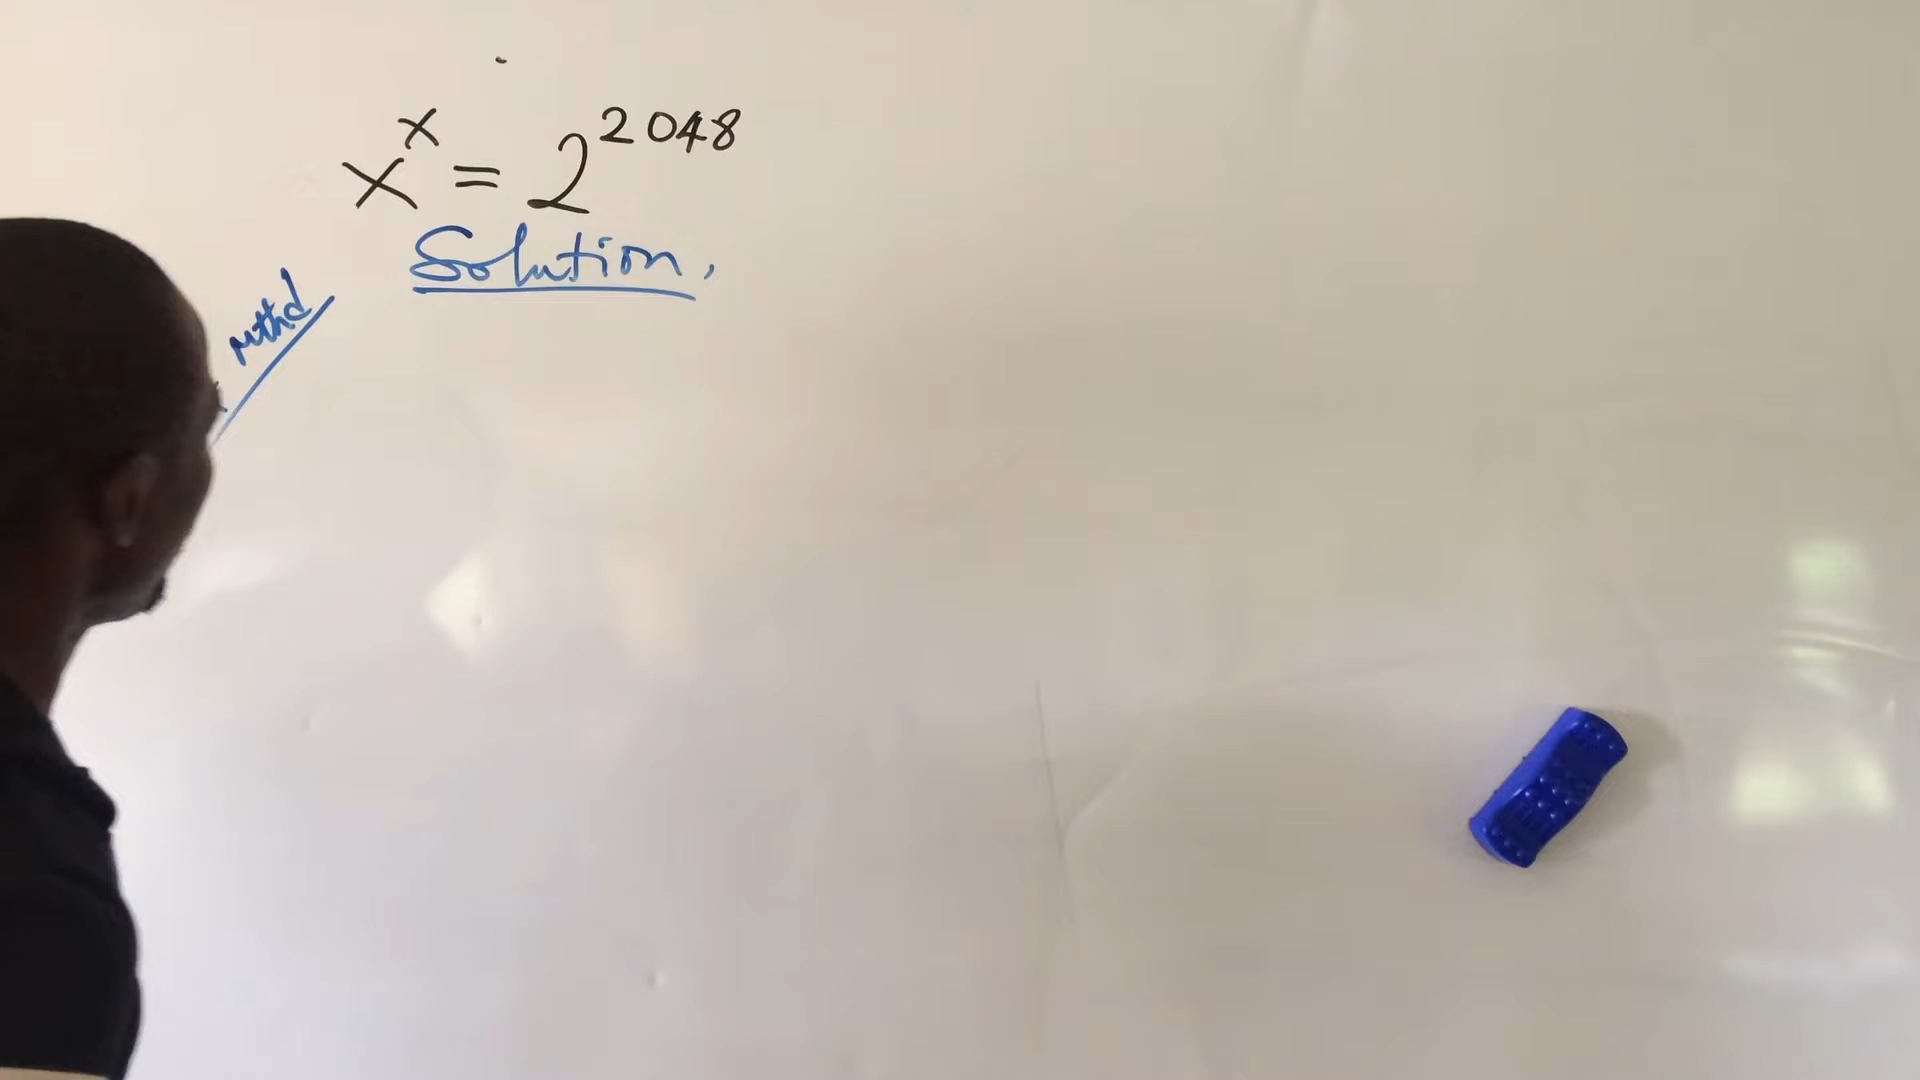 x^x = 2^2048
Solution,
mthd